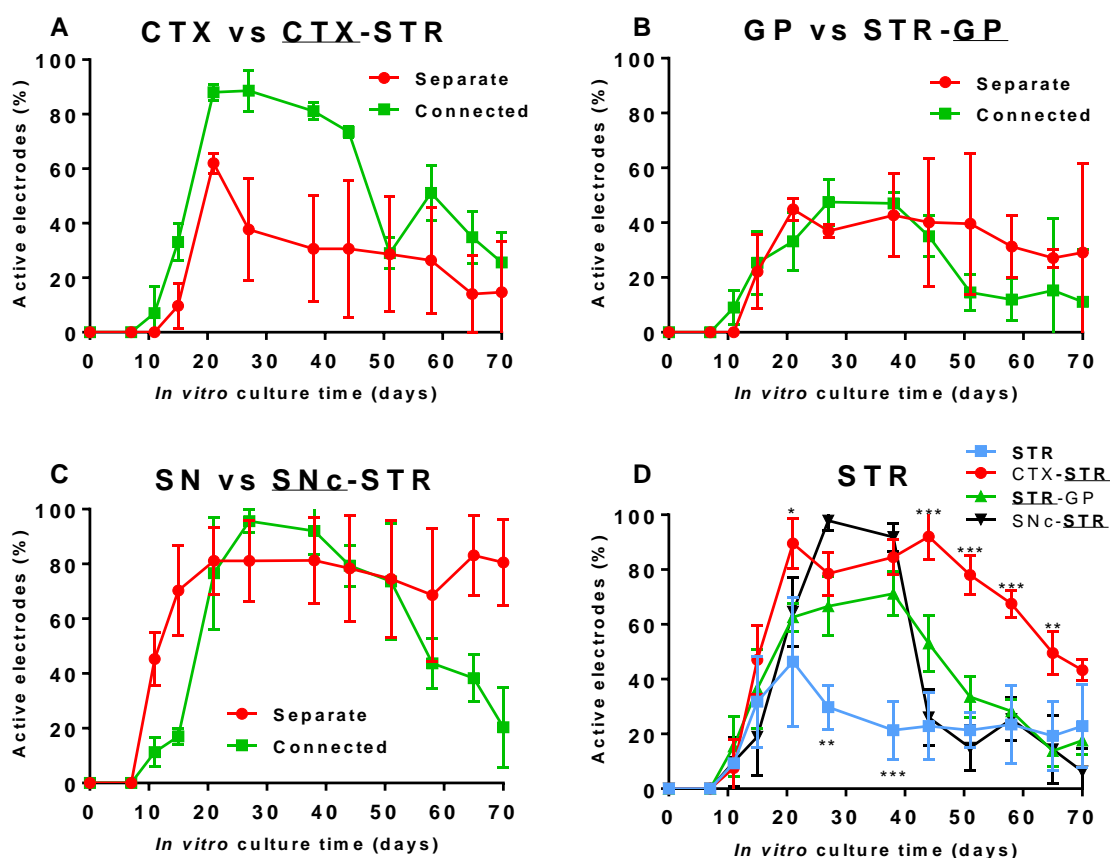 A
CTX vs CTX-STR
Active electrodes (%)
100
80
60
40
20
0
Separate
Connected
0 10 20 30 40 50 60 70
In vitro culture time (days)
B
GP vs STR-GP
Active electrodes (%)
100
80
60
40
20
0
Separate
Connected
0 10 20 30 40 50 60 70
In vitro culture time (days)
C
SN vs SNc-STR
Active electrodes (%)
100
80
60
40
20
0
Separate
Connected
0 10 20 30 40 50 60 70
In vitro culture time (days)
D
STR
STR
CTX-STR
STR-GP
SNc-STR
Active electrodes (%)
100
80
60
40
20
0
*
***
***
***
**
**
***
0 10 20 30 40 50 60 70
In vitro culture time (days)